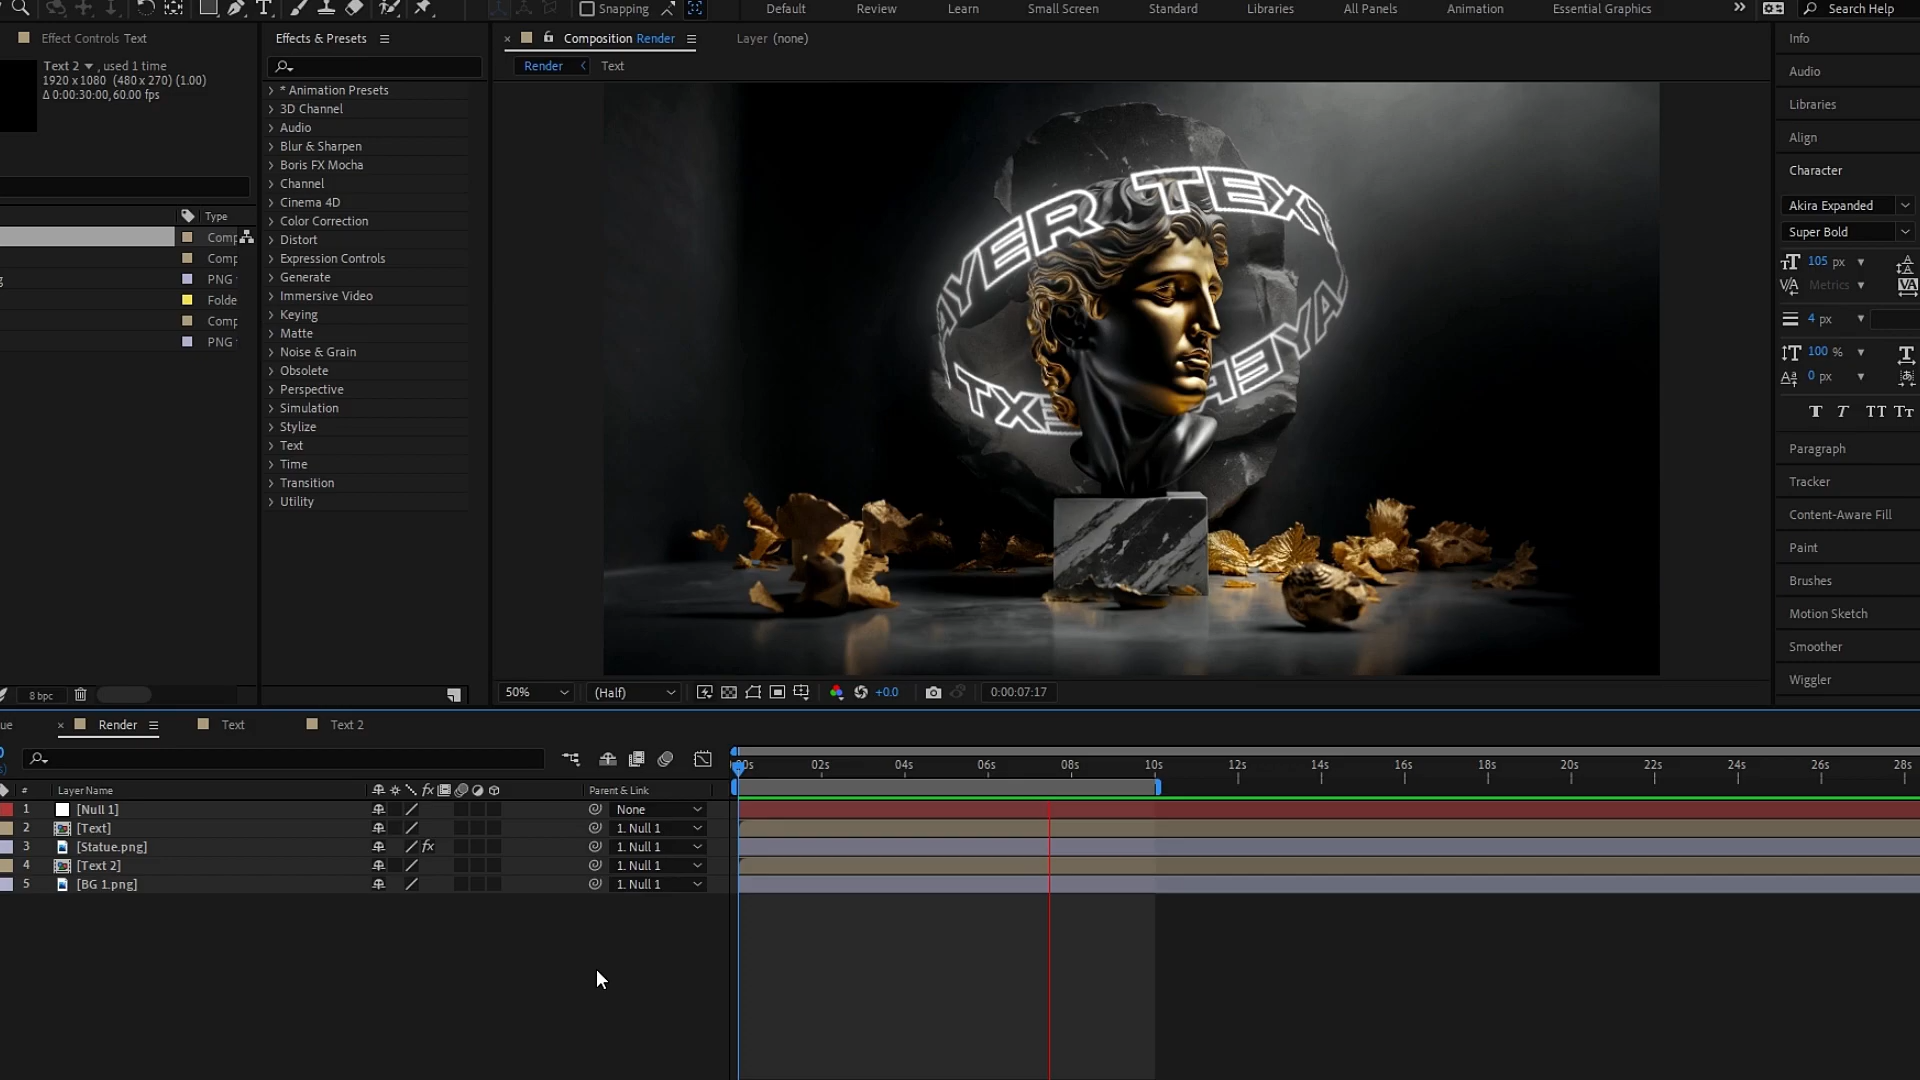 Snapping
Default
Review
Learn
Small Screen
Standard
Libraries
All Panels
Animation
Essential Graphics
Search Help
Effect Controls Text
Text 2 , used 1 time
1920 x 1080 (480 x 270) (1.00)
Δ 0:00:30:00, 60.00 fps
Type
Comp
Comp
PNG
Folde
Comp
PNG
8 bpc
Effects & Presets
* Animation Presets
3D Channel
Audio
Blur & Sharpen
Boris FX Mocha
Channel
Cinema 4D
Color Correction
Distort
Expression Controls
Generate
Immersive Video
Keying
Matte
Noise & Grain
Obsolete
Perspective
Simulation
Stylize
Text
Time
Transition
Utility
Composition Render
Layer (none)
Render
Text
AYER TEXT
50%
(Half)
+0.0
0:00:07:17
Info
Audio
Libraries
Align
Character
Akira Expanded
Super Bold
105 px
Metrics
4 px
100 %
0 px
Paragraph
Tracker
Content-Aware Fill
Paint
Brushes
Motion Sketch
Smoother
Wiggler
ue
Render
Text
Text 2
# Layer Name
Parent & Link
1 [Null 1] None
2 [Text] 1. Null 1
3 [Statue.png] fx 1. Null 1
4 [Text 2] 1. Null 1
5 [BG 1.png] 1. Null 1
00s 02s 04s 06s 08s 10s 12s 14s 16s 18s 20s 22s 24s 26s 28s